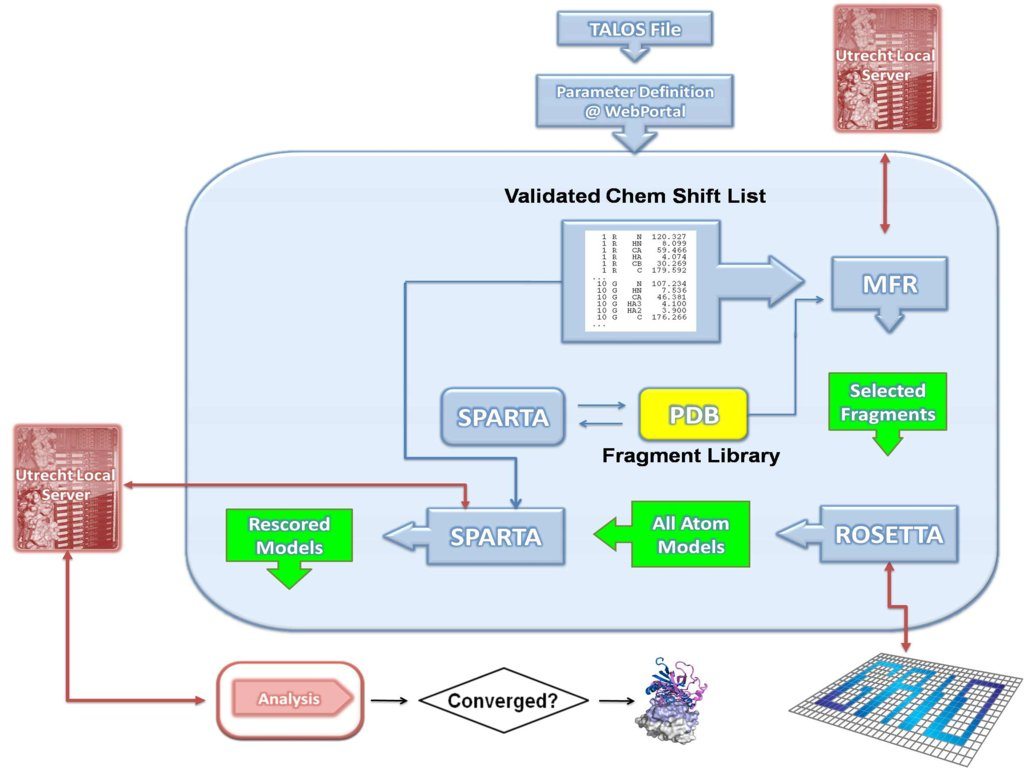 TALOS File
Utrecht Local
Server
Parameter Definition
@ WebPortal
Validated Chem Shift List
1 R N 120.327
1 R HN 8.099
1 R CA 59.466
1 R HA 4.074
1 R CB 30.269
1 R C 179.592
...
10 G N 107.234
10 G HN 7.536
10 G CA 46.381
10 G HA3 4.100
10 G HA2 3.900
10 G C 176.266
...
MFR
Selected
Fragments
SPARTA
PDB
Fragment Library
Utrecht Local
Server
Rescored
Models
SPARTA
All Atom
Models
ROSETTA
Analysis
Converged?
GRID